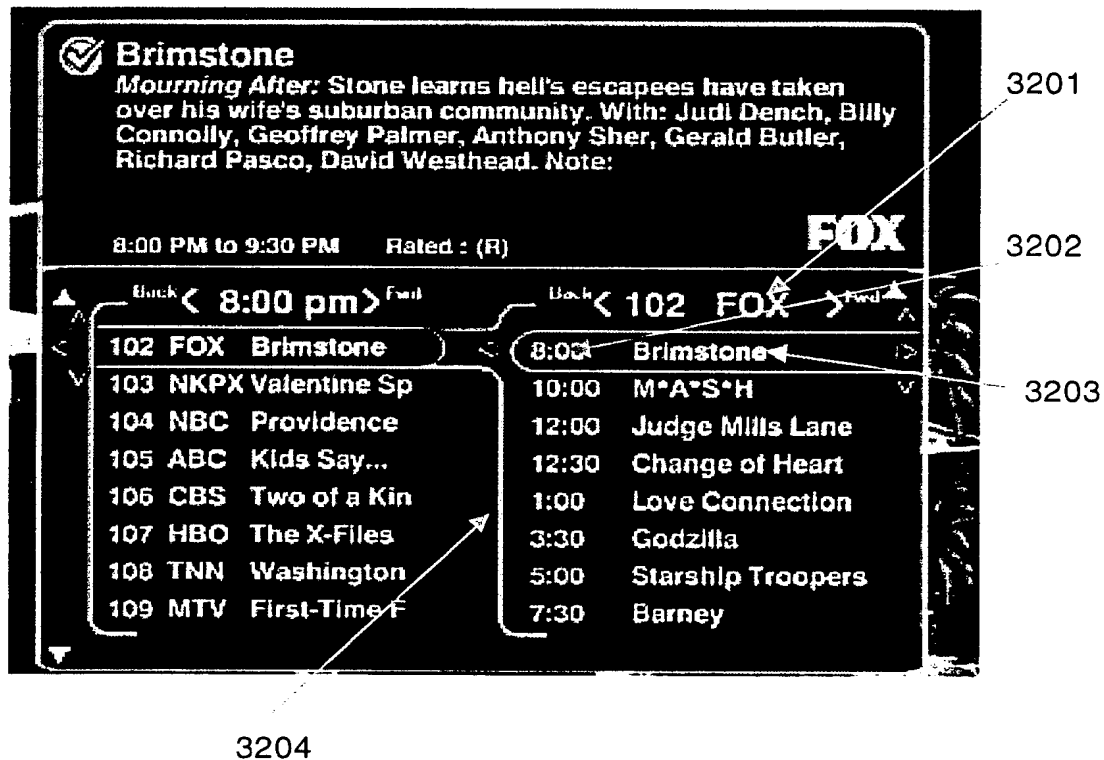 Brimstone
Mourning After: Stone learns hell's escapees have taken
over his wife's suburban community. With: Judi Dench, Billy
Connolly, Geoffrey Palmer, Anthony Sher, Gerald Butler,
Richard Pasco, David Westhead. Note:
FOX
8:00 PM to 9:30 PM Rated : (R)
Back < 8:00 pm > Fwd
102 FOX Brimstone
103 NKPX Valentine Sp
104 NBC Providence
105 ABC Kids Say...
106 CBS Two of a Kin
107 HBO The X-Files
108 TNN Washington
109 MTV First-Time F
Back < 102 FOX > Fwd
8:00 Brimstone
10:00 M*A*S*H
12:00 Judge Mills Lane
12:30 Change of Heart
1:00 Love Connection
3:30 Godzilla
5:00 Starship Troopers
7:30 Barney
3201
3202
3203
3204